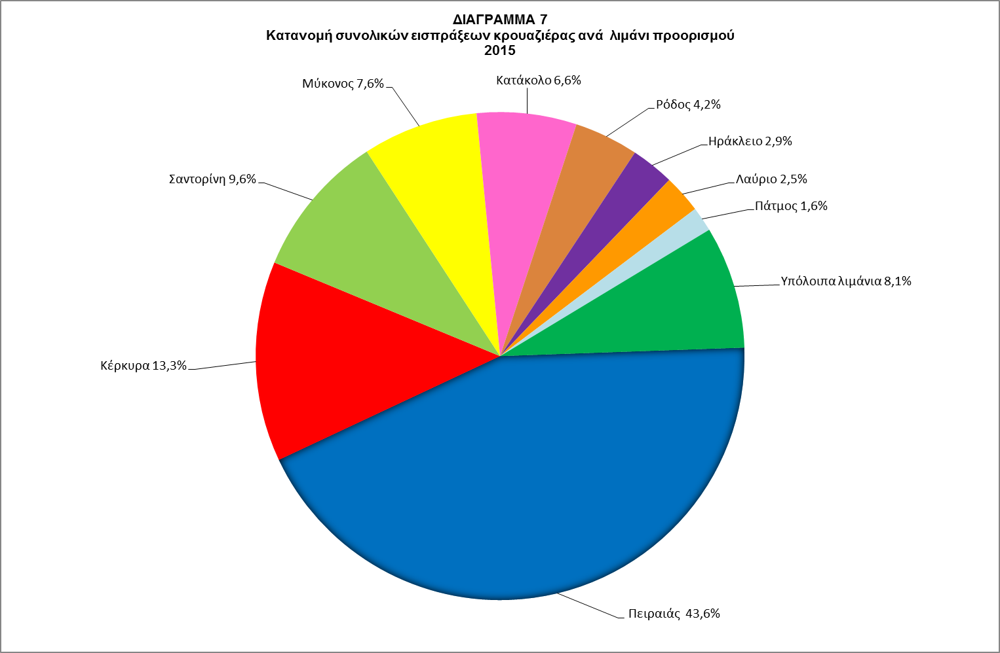 ΔΙΑΓΡΑΜΜΑ 7
Κατανομή συνολικών εισπράξεων κρουαζιέρας ανά λιμάνι προορισμού
2015
Κατάκολο 6,6%
Μύκονος 7,6%
Ρόδος 4,2%
Ηράκλειο 2,9%
Σαντορίνη 9,6%
Λαύριο 2,5%
Πάτμος 1,6%
Υπόλοιπα λιμάνια 8,1%
Κέρκυρα 13,3%
Πειραιάς 43,6%